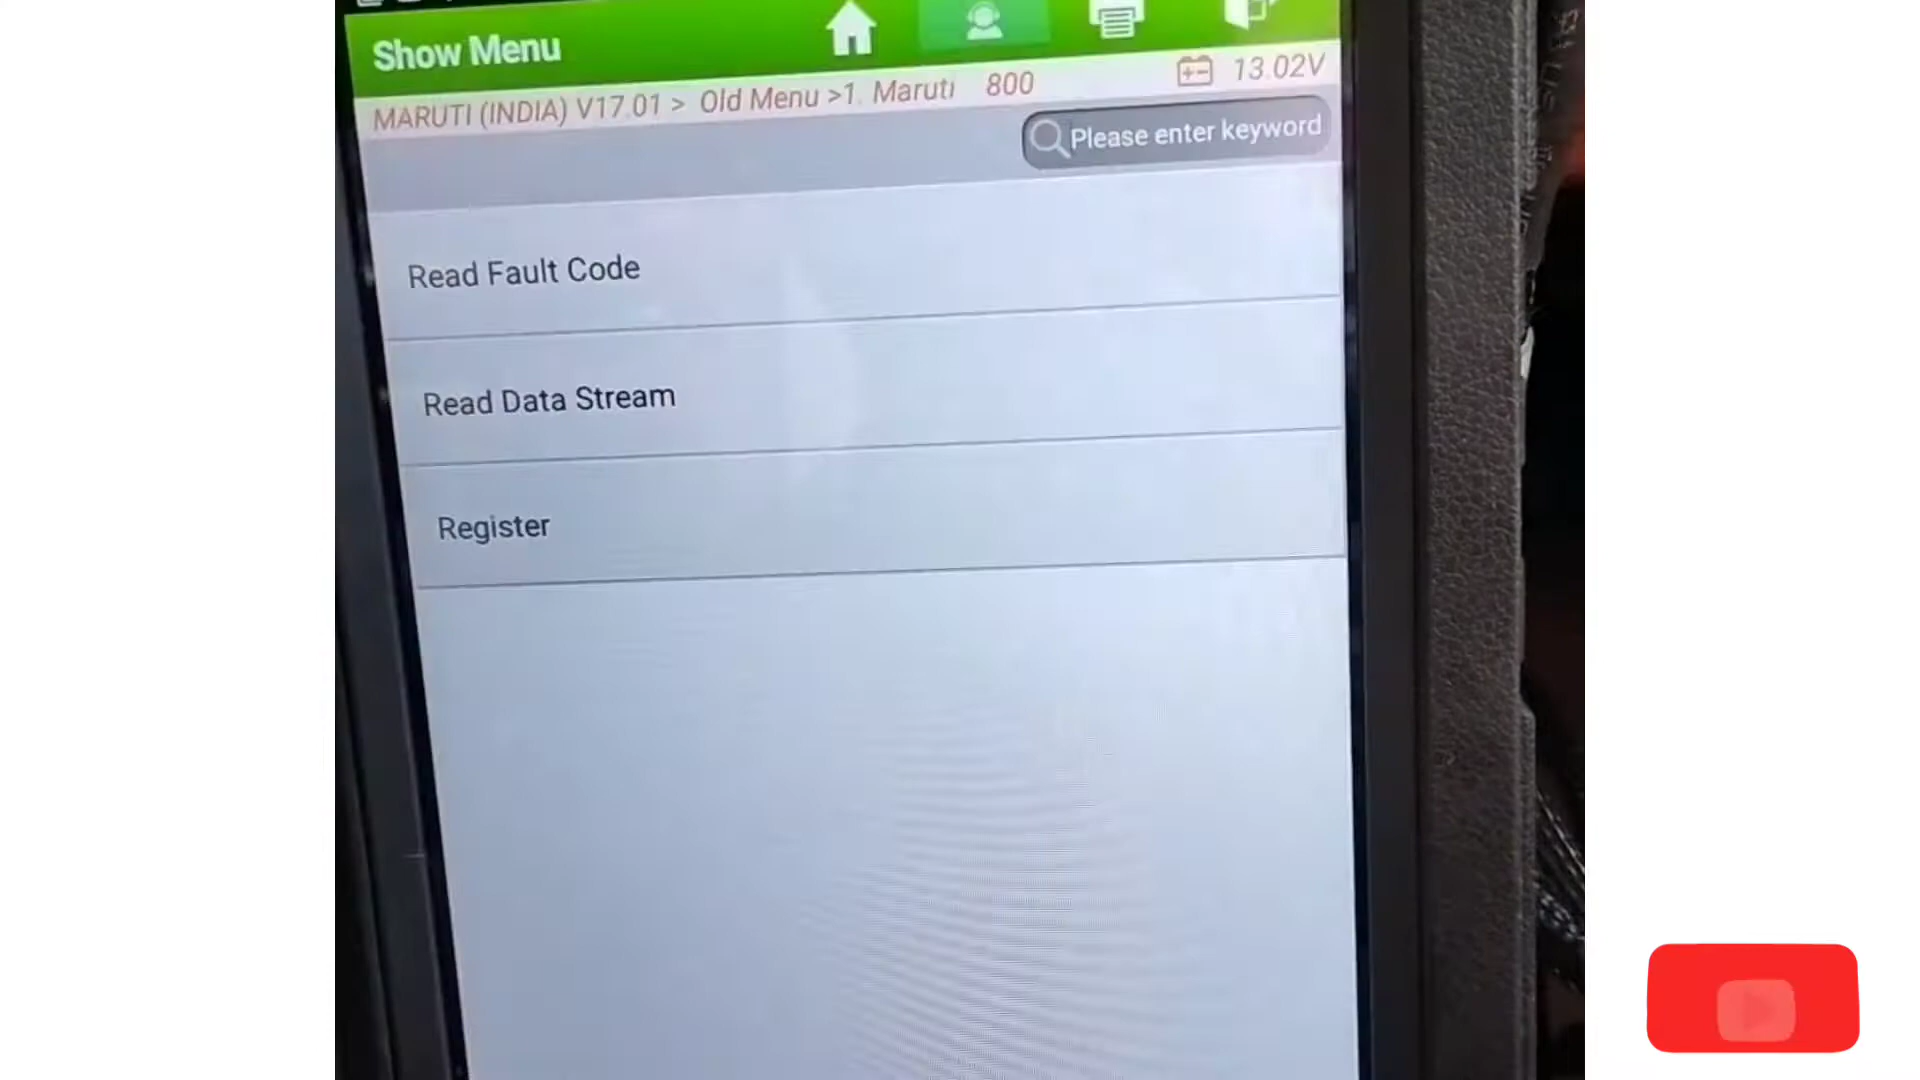 Show Menu
MARUTI (INDIA) V17.01 > Old Menu >1. Maruti 800 13.02V
Please enter keyword
Read Fault Code
Read Data Stream
Register